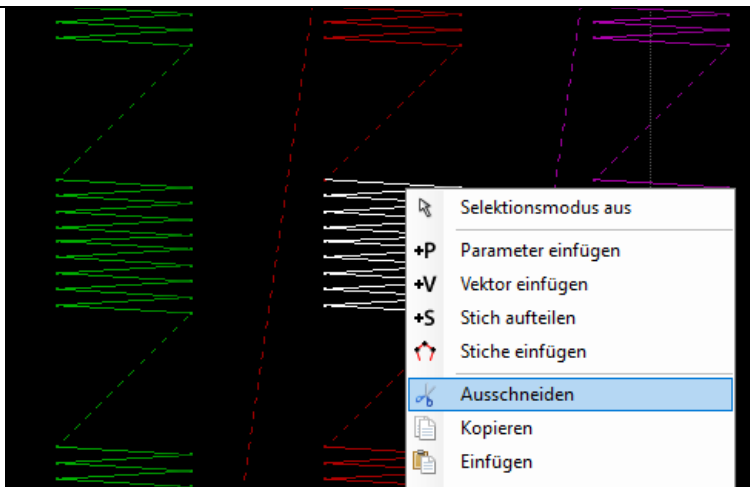 Selektionsmodus aus
+P Parameter einfügen
+V Vektor einfügen
+S Stich aufteilen
Stiche einfügen
Ausschneiden
Kopieren
Einfügen